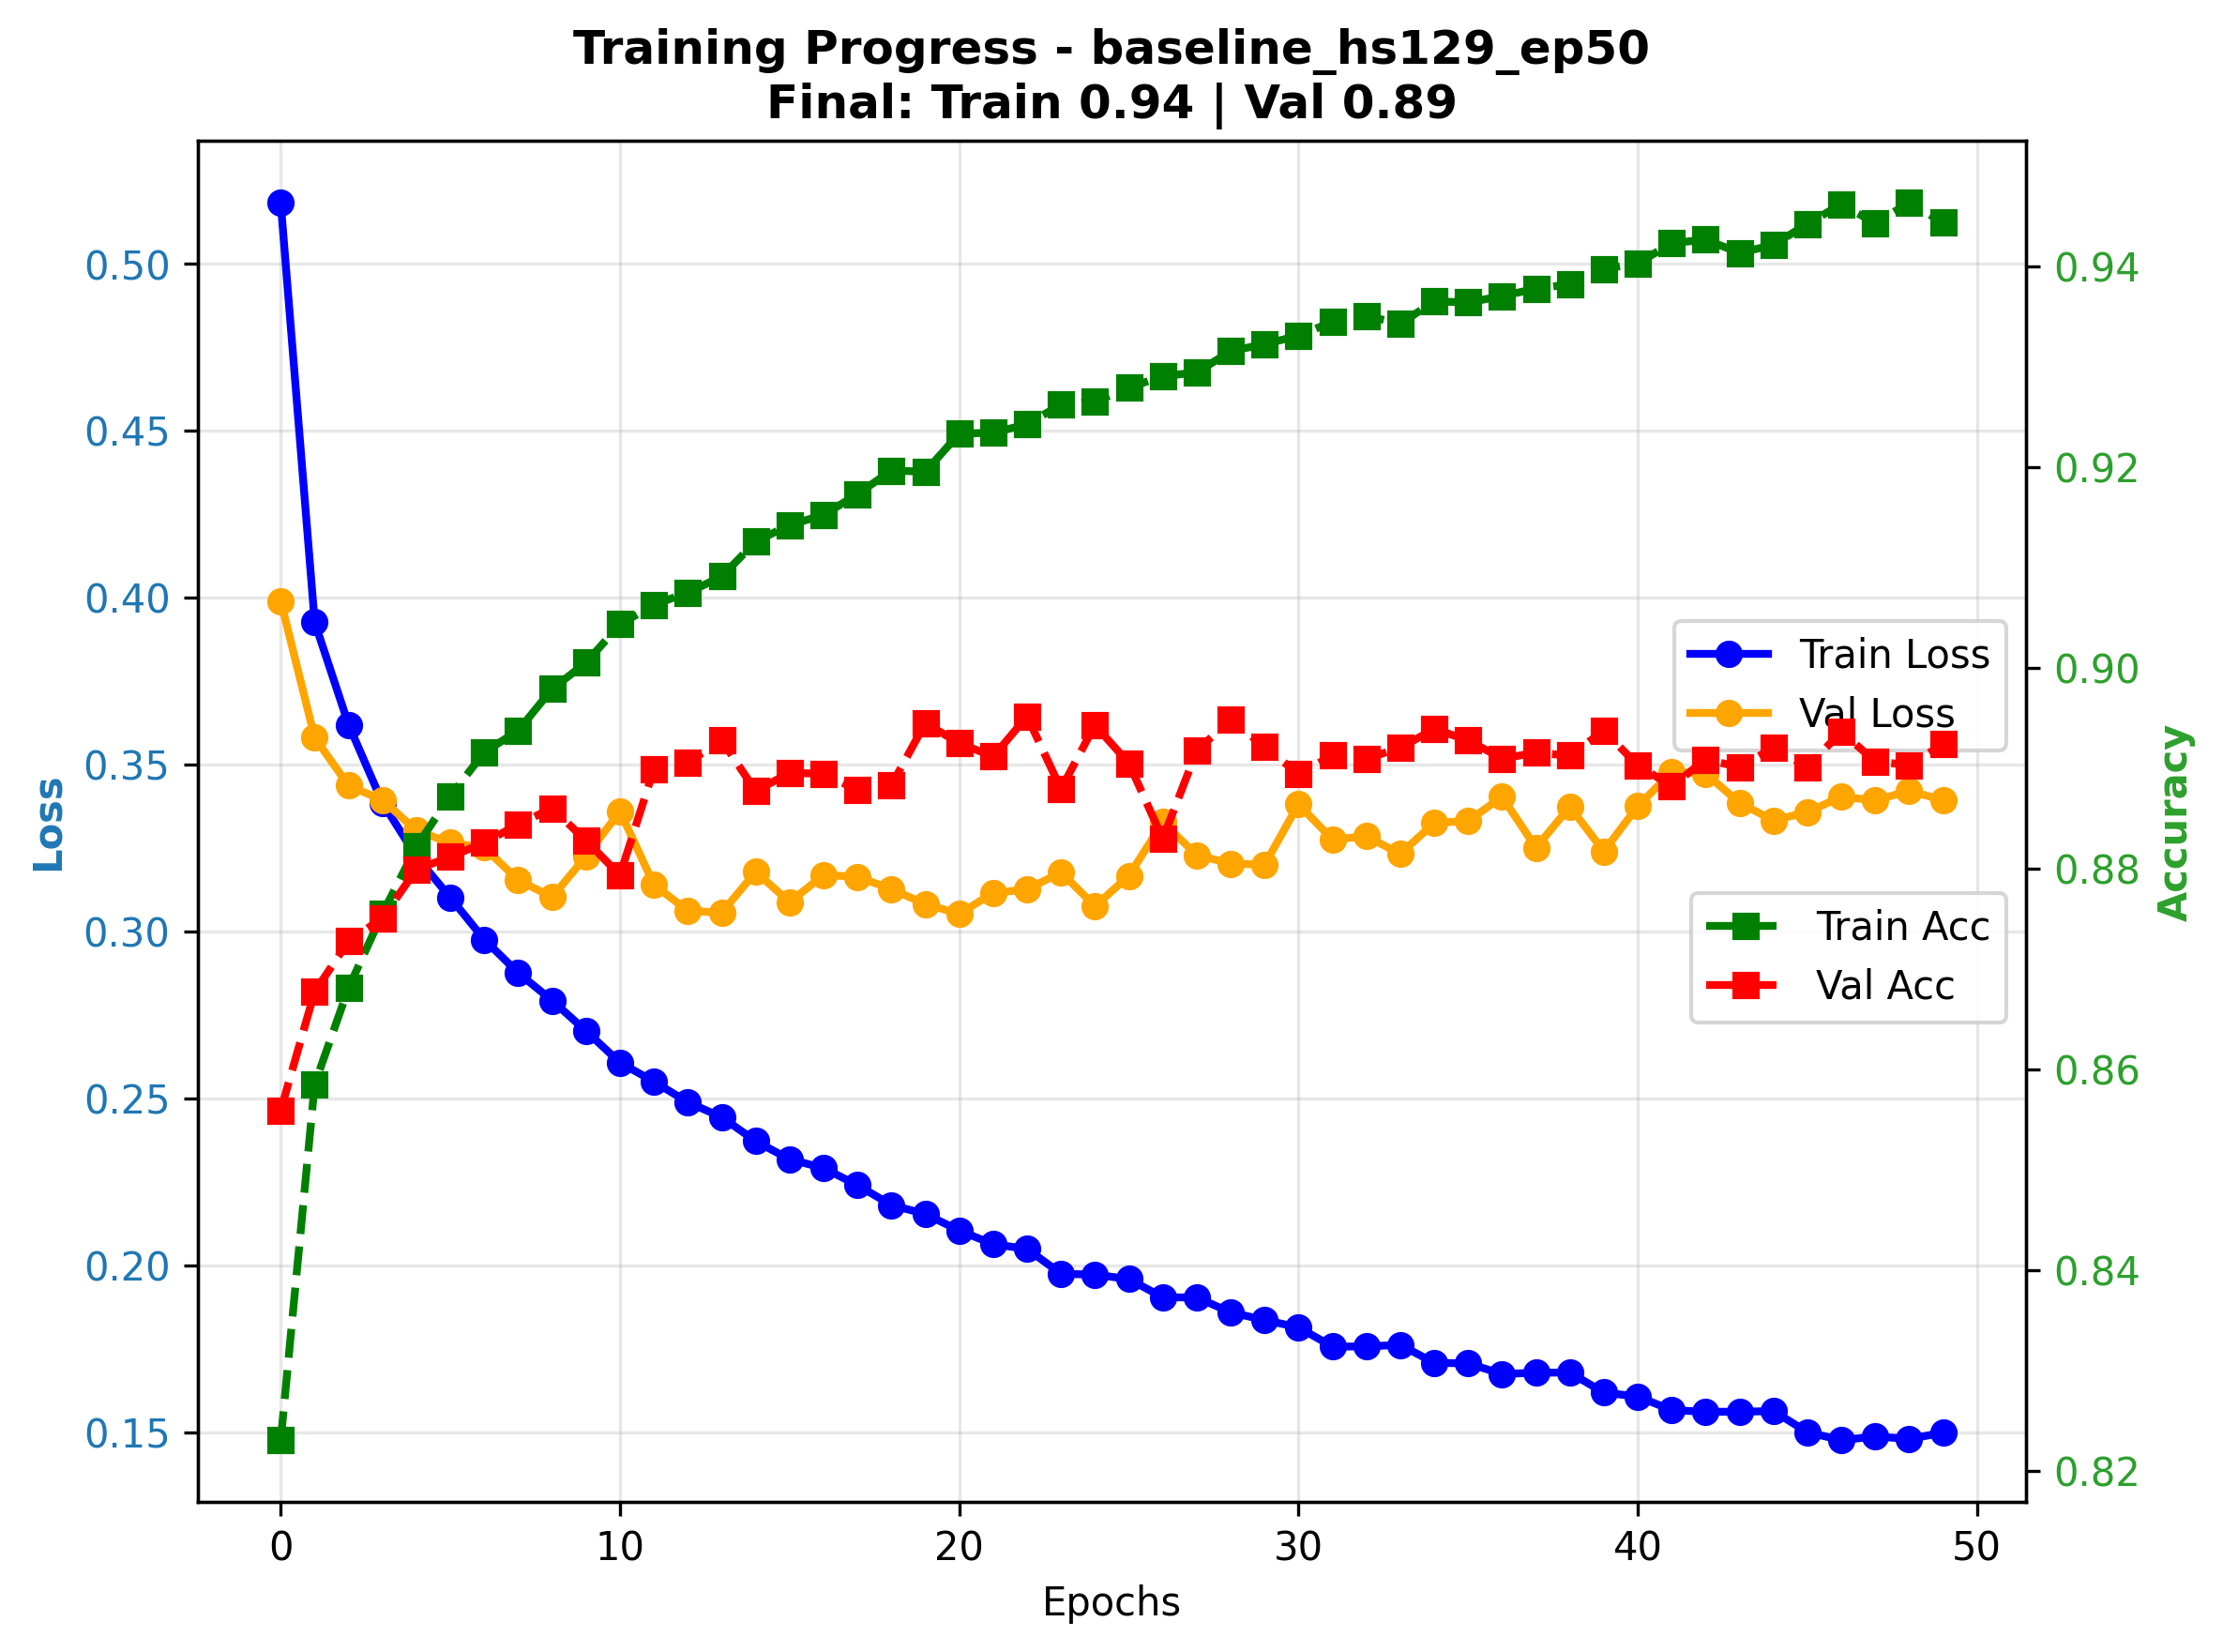 Training Progress - baseline_hs129_ep50
Final: Train 0.94 | Val 0.89
Loss
0.50
0.45
0.40
0.35
0.30
0.25
0.20
0.15
Train Loss
Val Loss
Train Acc
Val Acc
0.94
0.92
0.90
0.88
0.86
0.84
0.82
Accuracy
0
10
20
30
40
50
Epochs